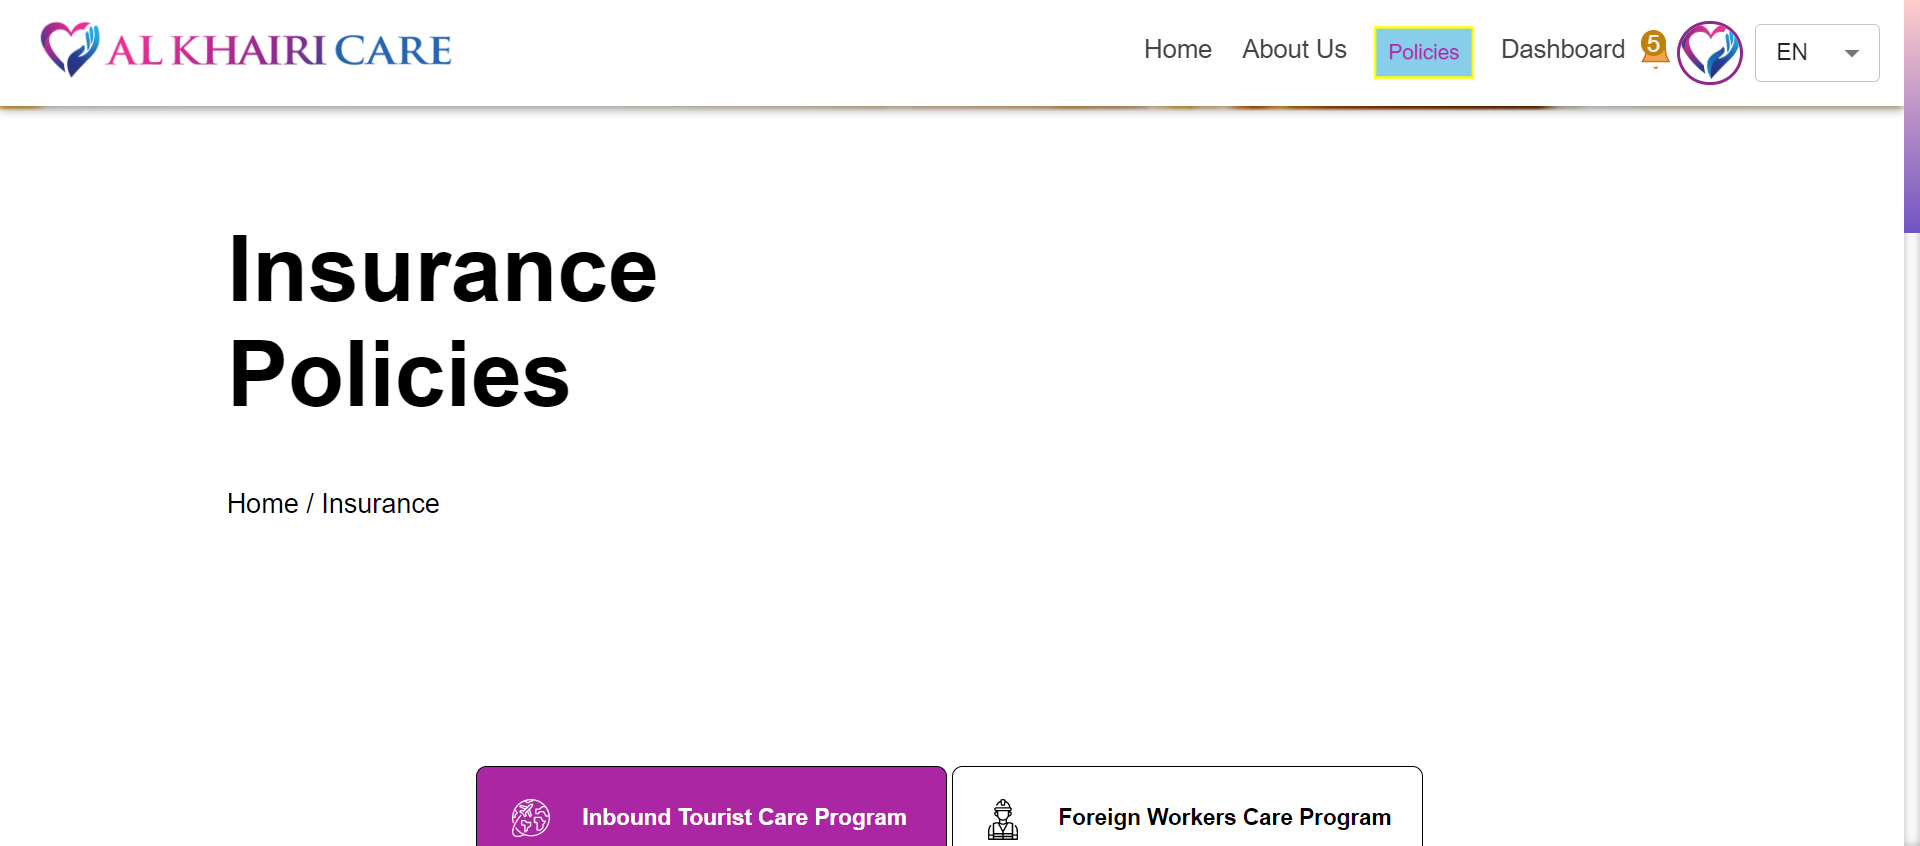 AL KHAIRI CARE
Home About Us Policies Dashboard 5 EN
Insurance
Policies
Home / Insurance
Inbound Tourist Care Program
Foreign Workers Care Program